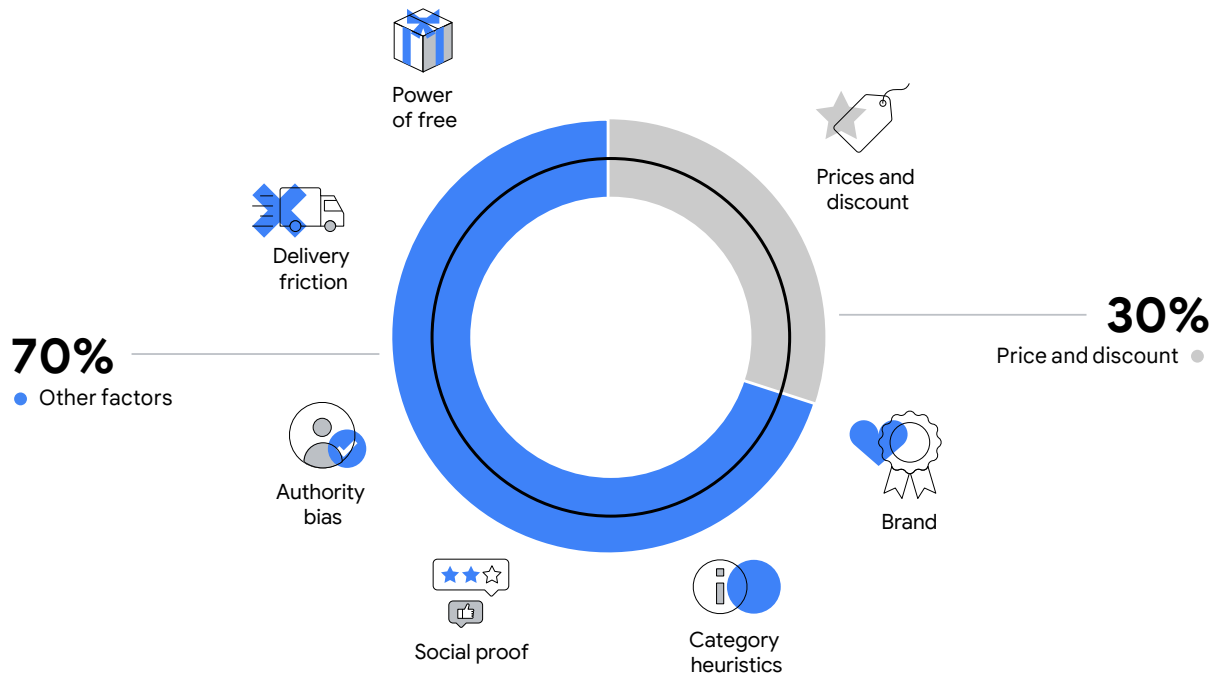 Power
of free
Prices and
discount
Delivery
friction
30%
Price and discount
70%
Other factors
Authority
bias
Brand
Social proof
Category
heuristics